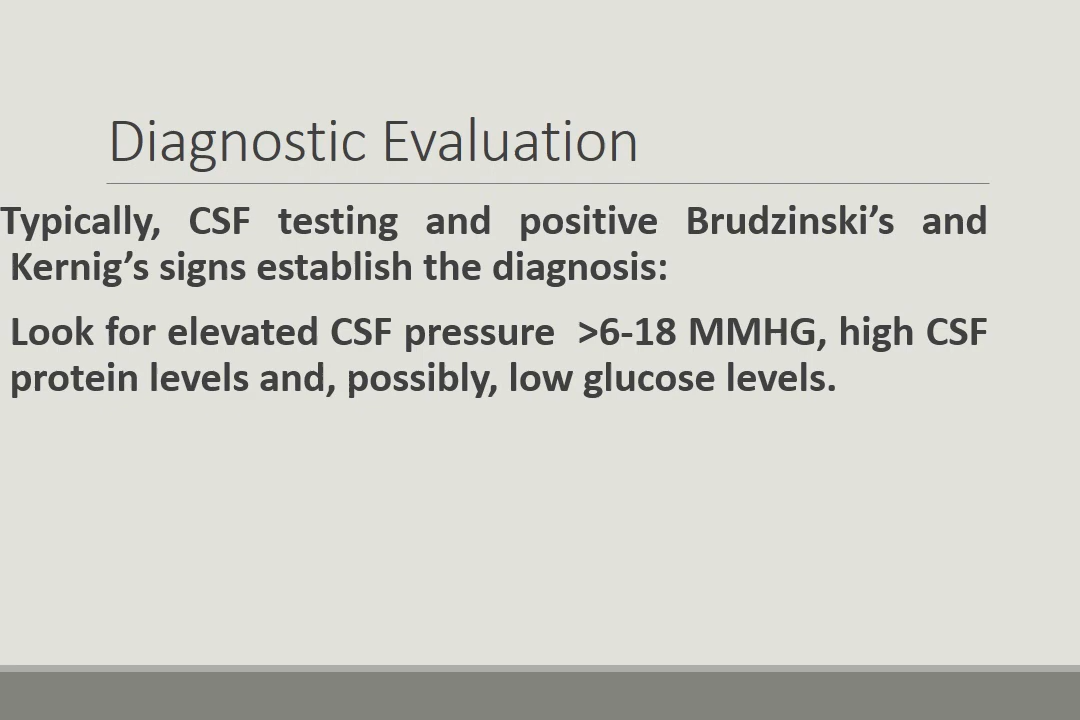 Diagnostic Evaluation
Typically, CSF testing and positive Brudzinski’s and
Kernig’s signs establish the diagnosis:
Look for elevated CSF pressure  >6-18 MMHG, high CSF
protein levels and, possibly, low glucose levels.